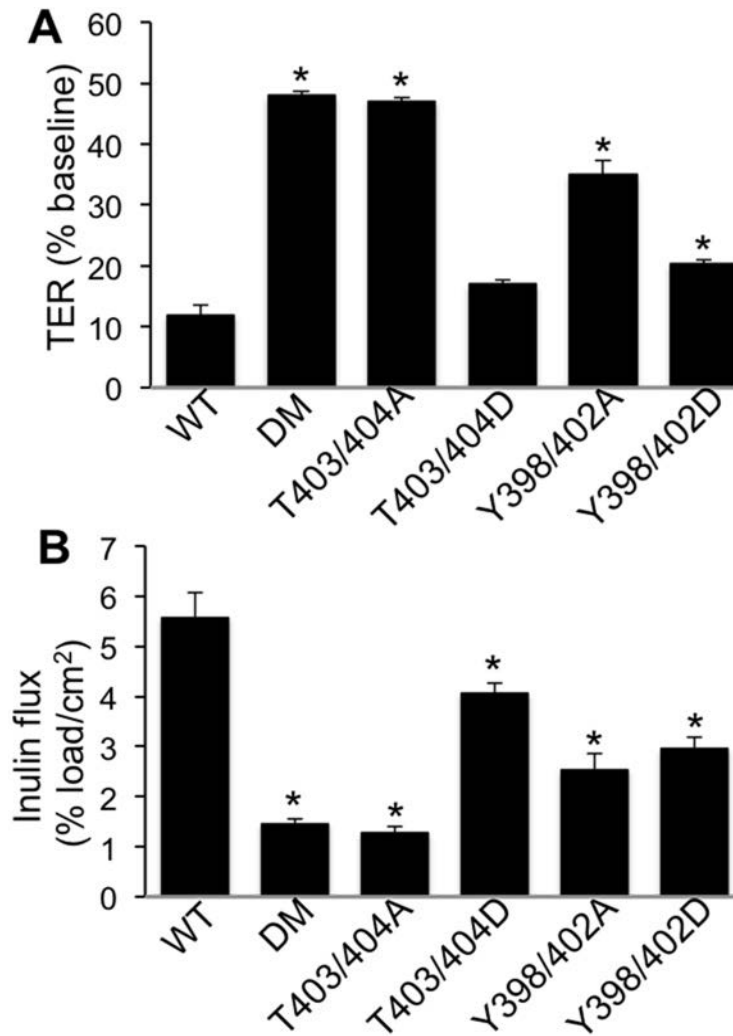 A
TER (% baseline)
60
50
40
30
20
10
0
*
*
*
*
WT
DM
T403/404A
T403/404D
Y398/402A
Y398/402D
B
Inulin flux
(% load/cm²)
7
6
5
4
3
2
1
0
*
*
*
*
*
WT
DM
T403/404A
T403/404D
Y398/402A
Y398/402D